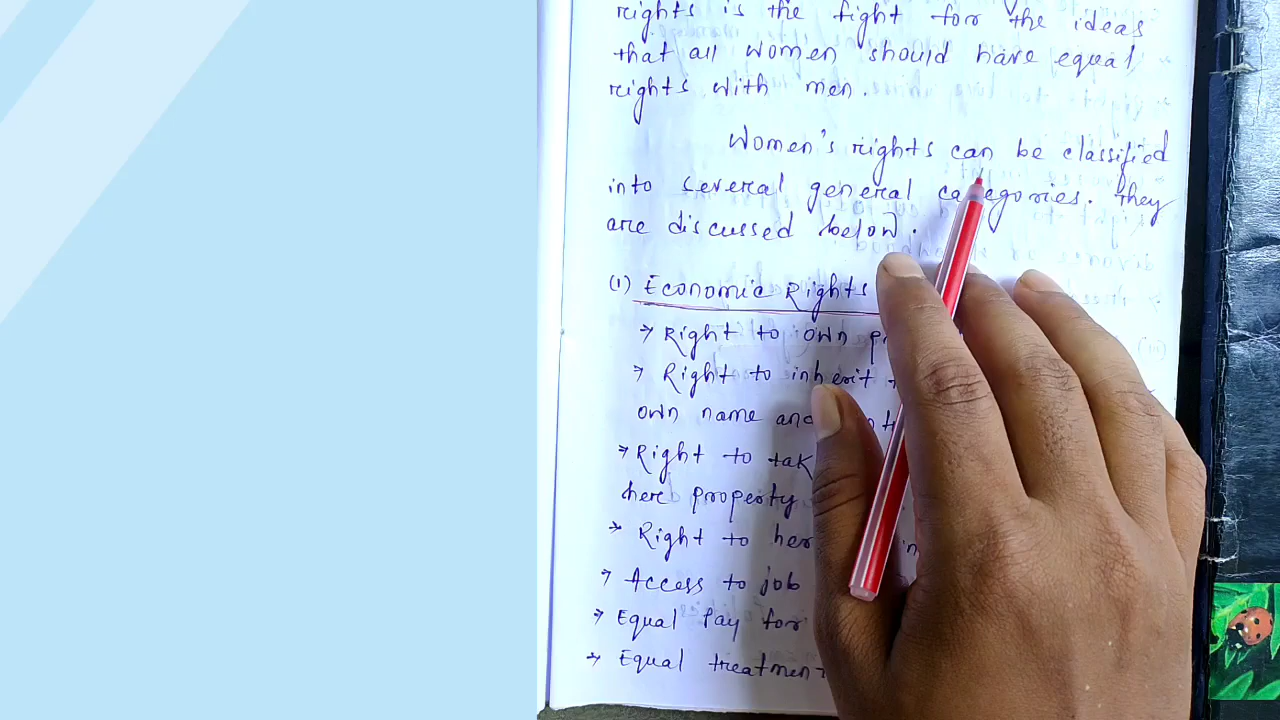 rights is the fight for the ideas
that all women should have equal
rights with men.
Women's rights can be classified
into several general categories. They
are discussed below.
(i) Economic Rights
→ Right to own
→ Right to inherit
own name and
→ Right to
here property
→ Right to her
→ Access to job
→ Equal Pay for
→ Equal treatment